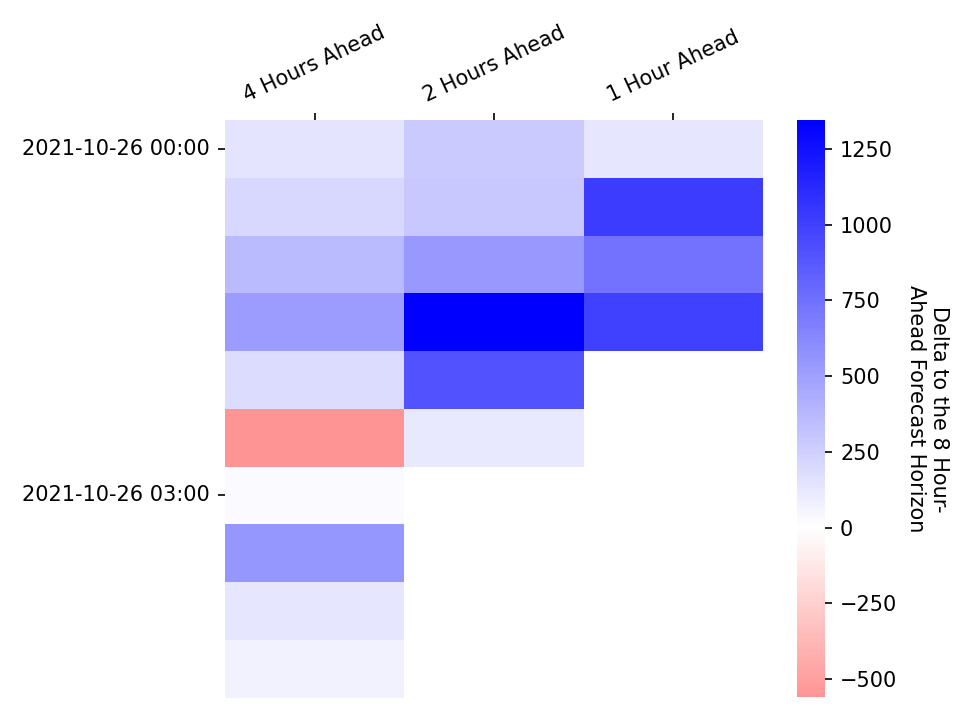 4 Hours Ahead
2 Hours Ahead
1 Hour Ahead
2021-10-26 00:00
2021-10-26 03:00
1250
1000
750
500
250
0
−250
−500
Delta to the 8 Hour-
Ahead Forecast Horizon